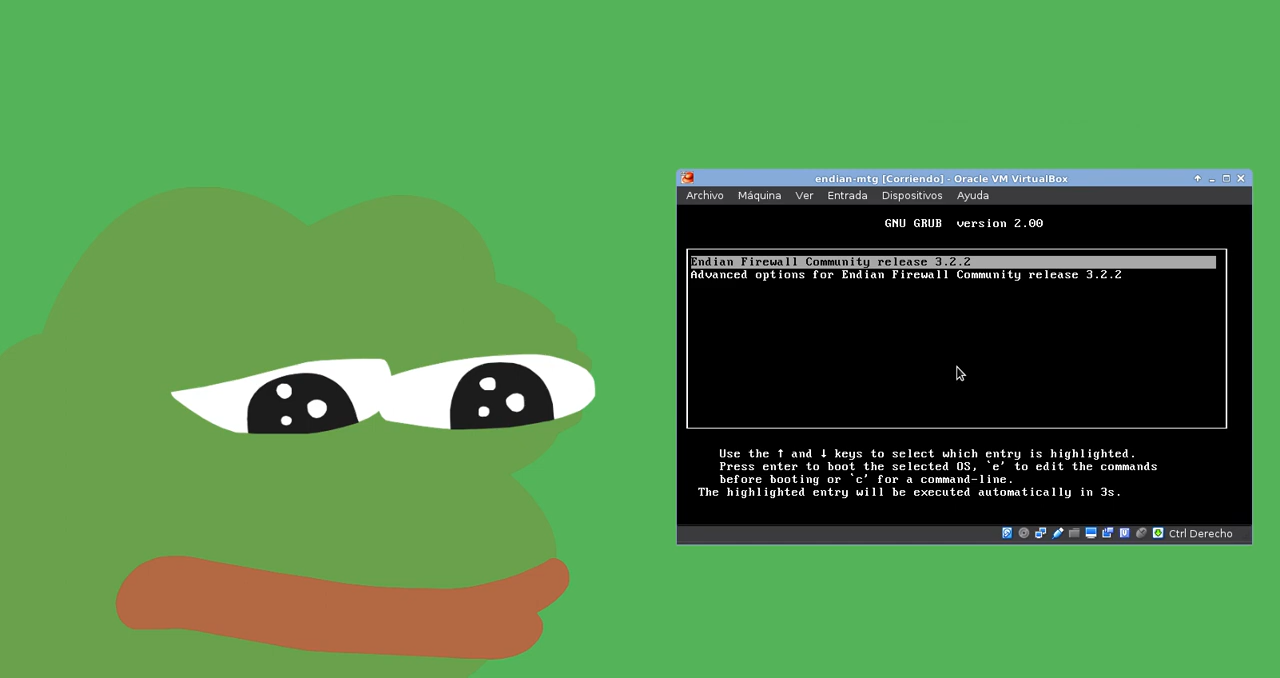 endian-mtg [Corriendo] - Oracle VM VirtualBox
Archivo Máquina Ver Entrada Dispositivos Ayuda
GNU GRUB version 2.00
Endian Firewall Community release 3.2.2
Advanced options for Endian Firewall Community release 3.2.2
Use the ↑ and ↓ keys to select which entry is highlighted.
Press enter to boot the selected OS, `e' to edit the commands
before booting or `c' for a command-line.
The highlighted entry will be executed automatically in 3s.
Ctrl Derecho